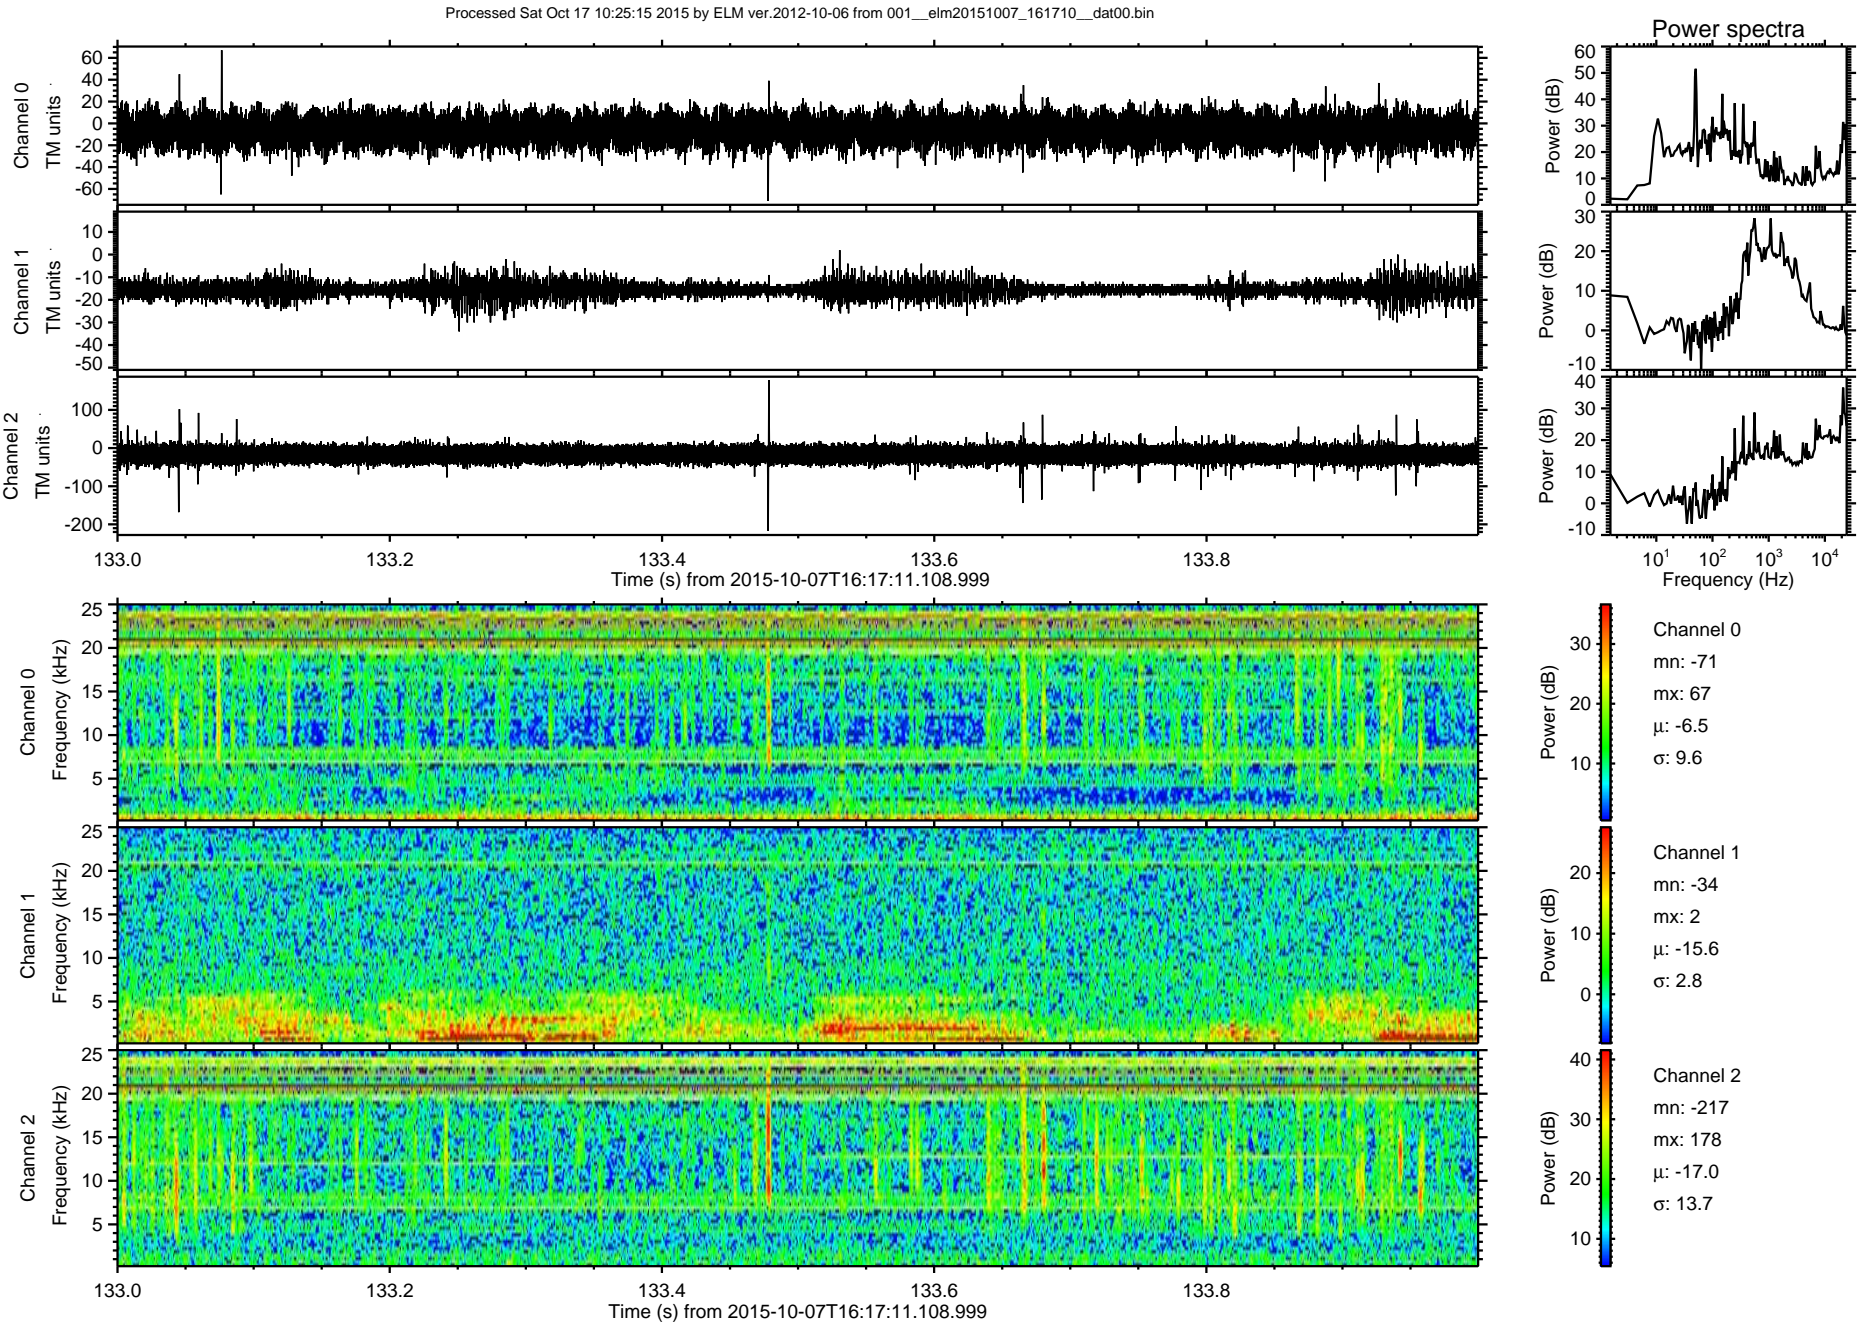 Processed Sat Oct 17 10:25:15 2015 by ELM ver.2012-10-06 from 001__elm20151007_161710__dat00.bin
Power spectra
Channel 0
TM units
60
40
20
0
-20
-40
-60
Power (dB)
60
50
40
30
20
10
0
Channel 1
TM units
10
0
-10
-20
-30
-40
-50
Power (dB)
30
20
10
0
-10
Channel 2
TM units
100
0
-100
-200
Power (dB)
40
30
20
10
0
-10
133.0 133.2 133.4 133.6 133.8
Time (s) from 2015-10-07T16:17:11.108.999
10¹ 10² 10³ 10⁴
Frequency (Hz)
Channel 0
Frequency (kHz)
25
20
15
10
5
Power (dB)
30
20
10
Channel 0
mn: -71
mx: 67
μ: -6.5
σ: 9.6
Channel 1
Frequency (kHz)
25
20
15
10
5
Power (dB)
20
10
0
Channel 1
mn: -34
mx: 2
μ: -15.6
σ: 2.8
Channel 2
Frequency (kHz)
25
20
15
10
5
Power (dB)
40
30
20
10
Channel 2
mn: -217
mx: 178
μ: -17.0
σ: 13.7
133.0 133.2 133.4 133.6 133.8
Time (s) from 2015-10-07T16:17:11.108.999